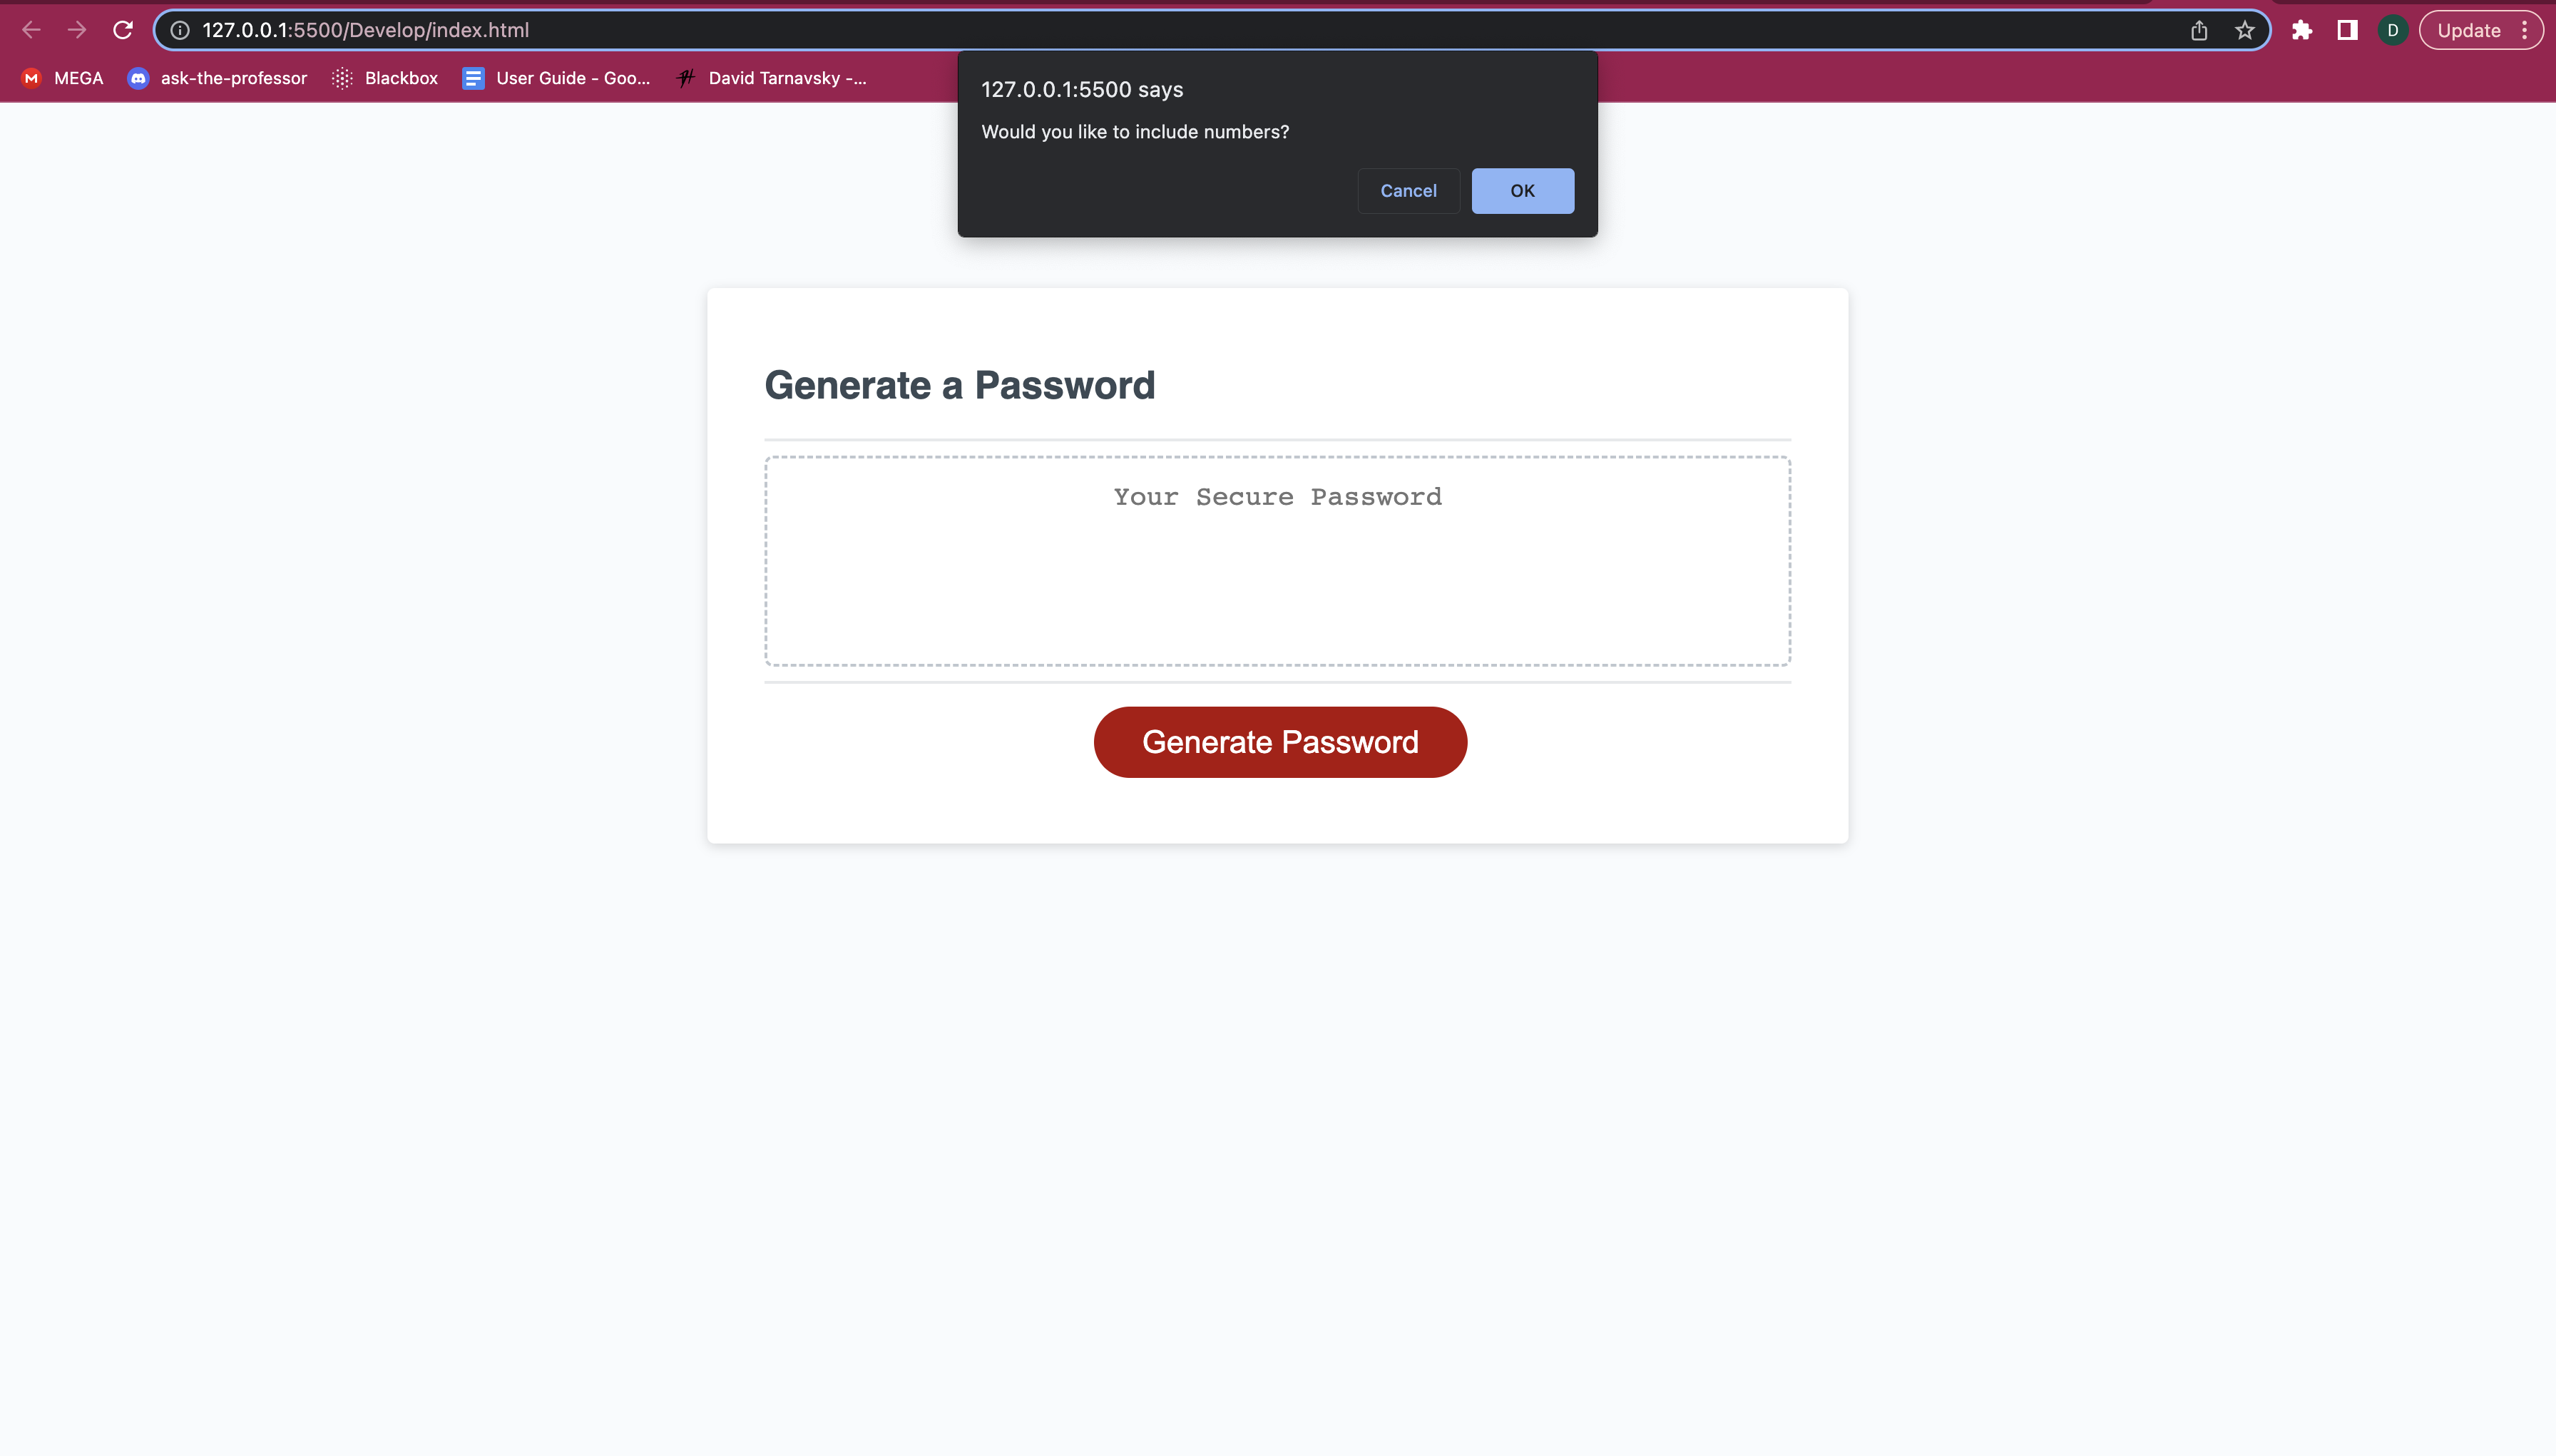 127.0.0.1:5500/Develop/index.html
D
Update
MEGA
ask-the-professor
Blackbox
User Guide - Goo...
David Tarnavsky -...
127.0.0.1:5500 says
Would you like to include numbers?
Cancel
OK
Generate a Password
Your Secure Password
Generate Password